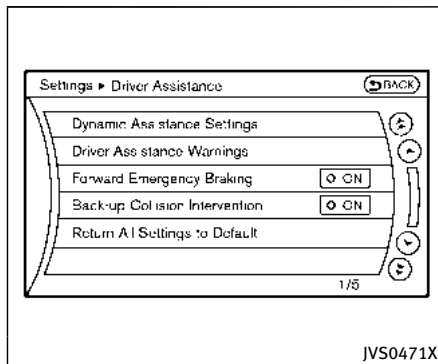 Settings ▸ Driver Assistance
BACK
Dynamic Assistance Settings
Driver Assistance Warnings
Forward Emergency Braking
ON
Back-up Collision Intervention
ON
Return All Settings to Default
1/5
JVS0471X